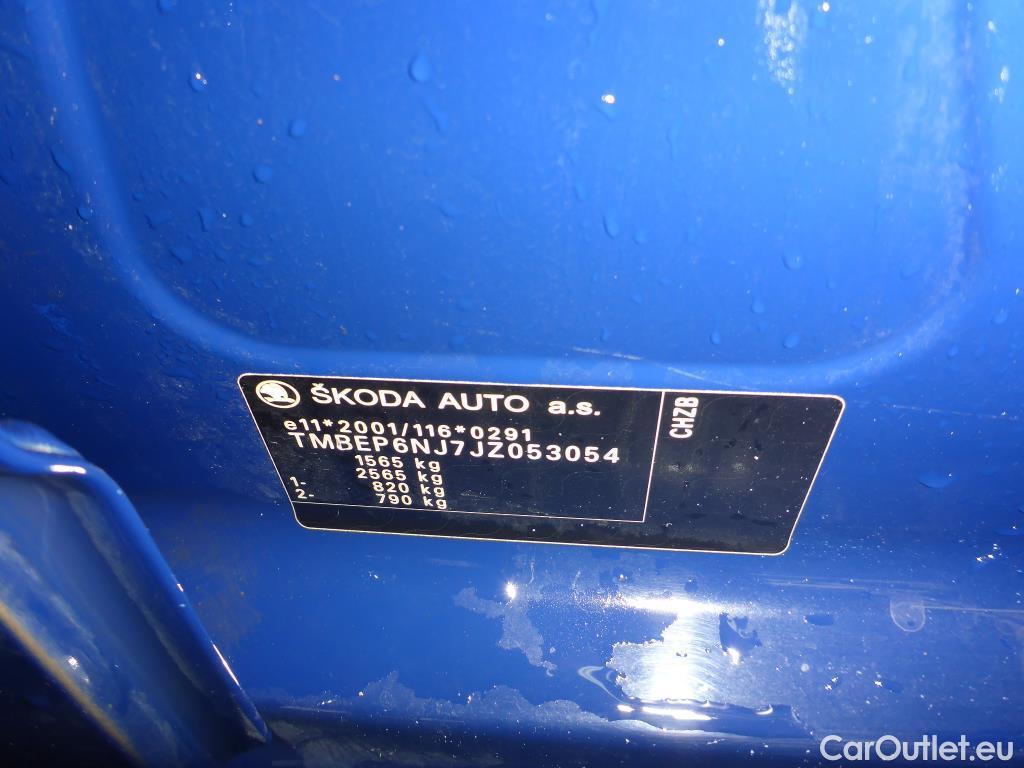 ŠKODA AUTO a.s.
e11*2001/116*0291
TMBEP6NJ7JZ053054
1565 kg
2565 kg
1- 820 kg
2- 790 kg
CHZB
CarOutlet.eu